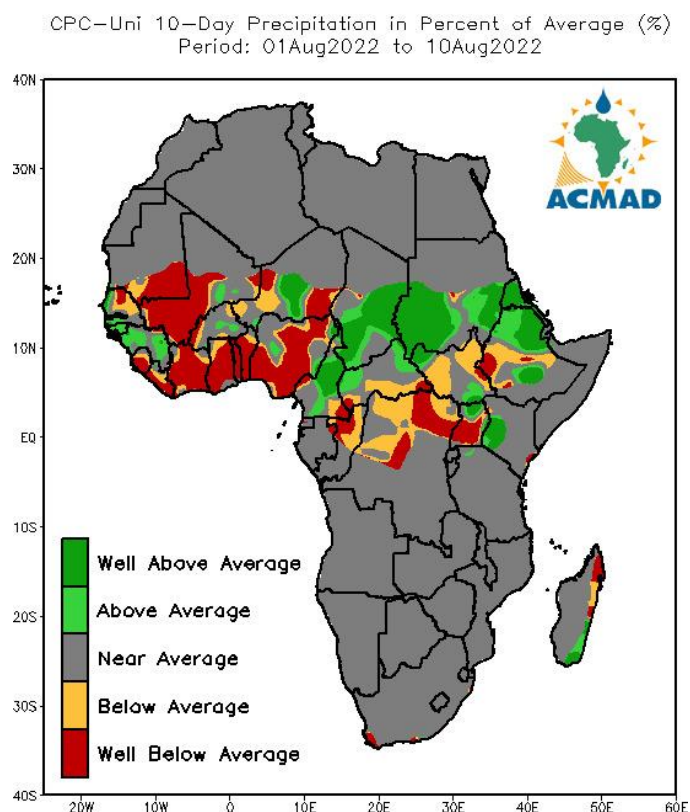 CPC-Uni 10-Day Precipitation in Percent of Average (%)
Period: 01Aug2022 to 10Aug2022
40N
30N
20N
10N
EQ
10S
20S
30S
40S
ACMAD
Well Above Average
Above Average
Near Average
Below Average
Well Below Average
20W
10W
0
10E
20E
30E
40E
50E
60E